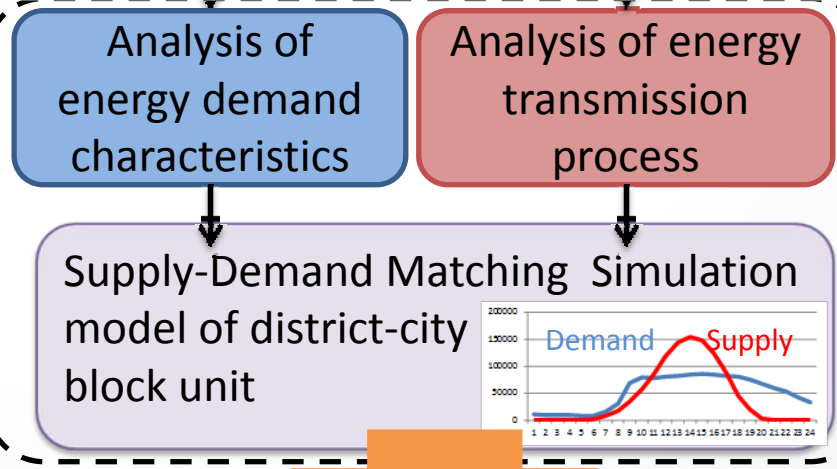 Analysis of
energy demand
characteristics
Analysis of energy
transmission
process
Supply-Demand Matching Simulation
model of district-city
block unit
200000
150000
100000
50000
0
Demand
Supply
1 2 3 4 5 6 7 8 9 10 11 12 13 14 15 16 17 18 19 20 21 22 23 24